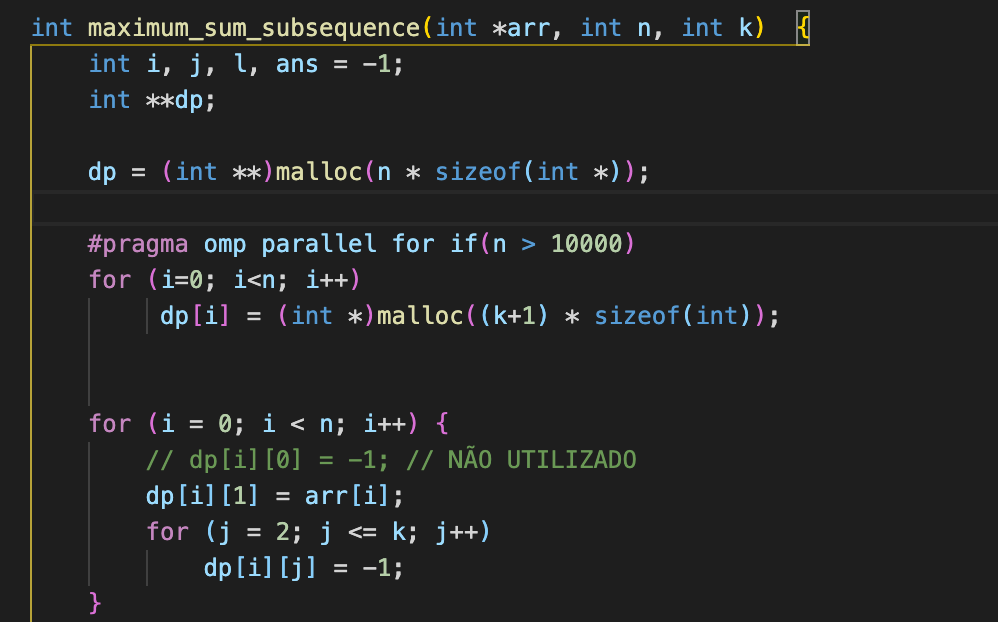 int maximum_sum_subsequence(int *arr, int n, int k) {
int i, j, l, ans = -1;
int **dp;
dp = (int **)malloc(n * sizeof(int *));
#pragma omp parallel for if(n > 10000)
for (i=0; i<n; i++)
dp[i] = (int *)malloc((k+1) * sizeof(int));
for (i = 0; i < n; i++) {
// dp[i][0] = -1; // NÃO UTILIZADO
dp[i][1] = arr[i];
for (j = 2; j <= k; j++)
dp[i][j] = -1;
}